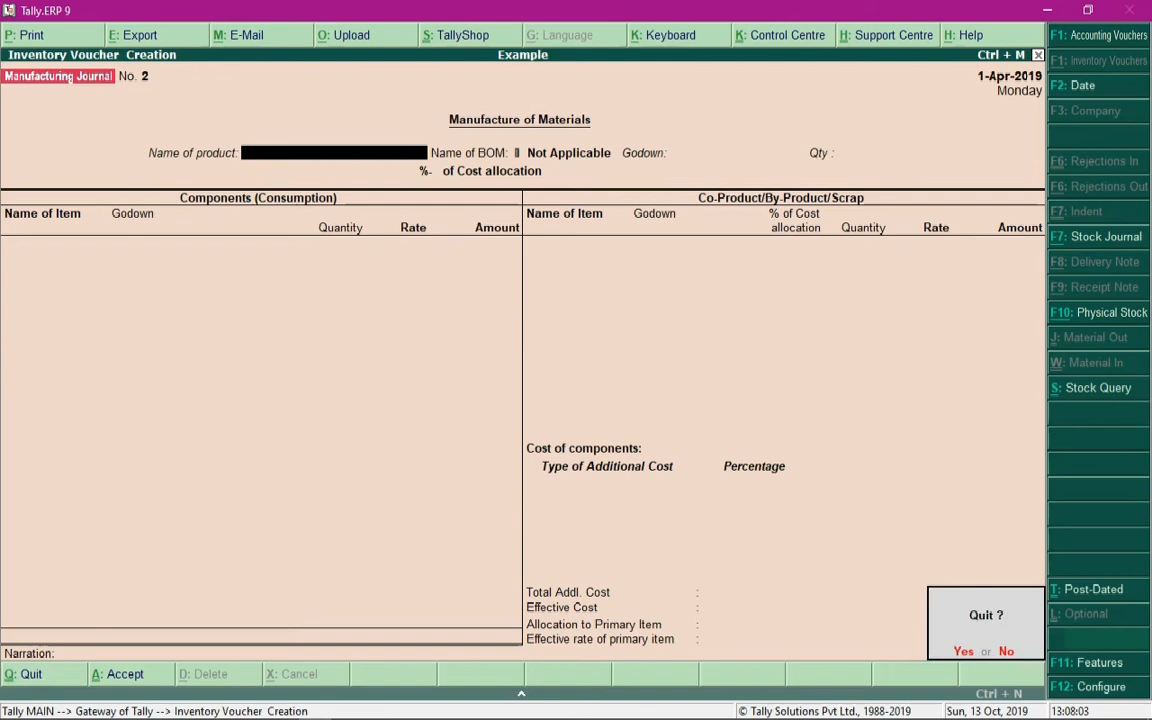 Tally.ERP 9
P: Print E: Export M: E-Mail O: Upload S: TallyShop G: Language K: Keyboard K: Control Centre H: Support Centre H: Help
Inventory Voucher Creation Example Ctrl + M
Manufacturing Journal No. 2 1-Apr-2019
Monday
Manufacture of Materials
Name of product: Name of BOM: Not Applicable Godown: Qty :
%- of Cost allocation
Components (Consumption) Co-Product/By-Product/Scrap
Name of Item Godown Name of Item Godown % of Cost
Quantity Rate Amount allocation Quantity Rate Amount
Cost of components:
Type of Additional Cost Percentage
Total Addl. Cost :
Effective Cost :
Allocation to Primary Item :
Effective rate of primary item :
Quit ?
Yes or No
Narration:
Q: Quit A: Accept D: Delete X: Cancel
Ctrl + N
Tally MAIN --> Gateway of Tally --> Inventory Voucher Creation © Tally Solutions Pvt Ltd., 1988-2019 Sun, 13 Oct, 2019 13:08:03
F1: Accounting Vouchers
F1: Inventory Vouchers
F2: Date
F3: Company
F6: Rejections In
F6: Rejections Out
F7: Indent
F7: Stock Journal
F8: Delivery Note
F9: Receipt Note
F10: Physical Stock
J: Material Out
W: Material In
S: Stock Query
T: Post-Dated
L: Optional
F11: Features
F12: Configure